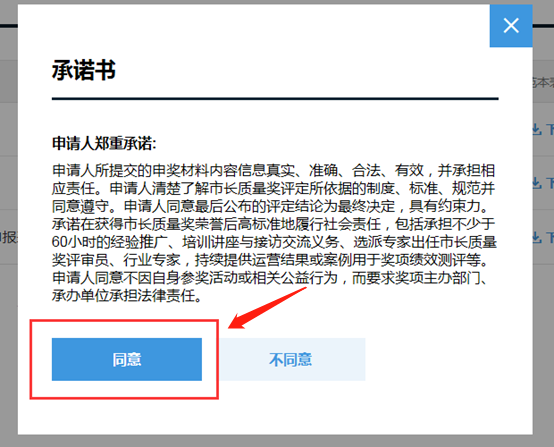 承诺书
申请人郑重承诺:
申请人所提交的申奖材料内容信息真实、准确、合法、有效，并承担相
应责任。申请人清楚了解市长质量奖评定所依据的制度、标准、规范并
同意遵守。申请人同意最后公布的评定结论为最终决定，具有约束力。
承诺在获得市长质量奖荣誉后高标准地履行社会责任，包括承担不少于
60小时的经验推广、培训讲座与接访交流义务、选派专家出任市长质量
奖评审员、行业专家，持续提供运营结果或案例用于奖项绩效测评等。
申请人同意不因自身参奖活动或相关公益行为，而要求奖项主办部门、
承办单位承担法律责任。
同意
不同意